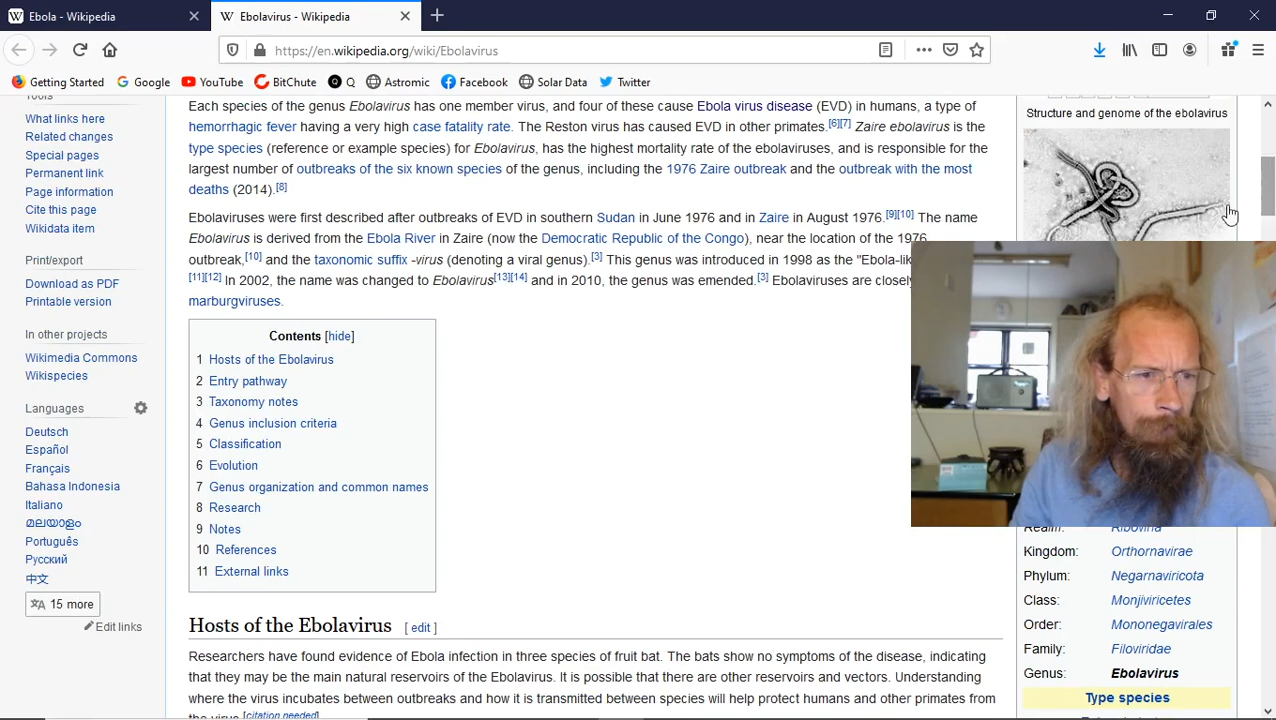 Ebola - Wikipedia
Ebolavirus - Wikipedia
https://en.wikipedia.org/wiki/Ebolavirus
Getting Started
Google
YouTube
BitChute
Q
Astromic
Facebook
Solar Data
Twitter
Tools
What links here
Related changes
Special pages
Permanent link
Page information
Cite this page
Wikidata item
Print/export
Download as PDF
Printable version
In other projects
Wikimedia Commons
Wikispecies
Languages
Deutsch
Español
Français
Bahasa Indonesia
Italiano
മലയാളം
Português
Русский
中文
15 more
Edit links
Each species of the genus Ebolavirus has one member virus, and four of these cause Ebola virus disease (EVD) in humans, a type of
hemorrhagic fever having a very high case fatality rate. The Reston virus has caused EVD in other primates.[6][7] Zaire ebolavirus is the
type species (reference or example species) for Ebolavirus, has the highest mortality rate of the ebolaviruses, and is responsible for the
largest number of outbreaks of the six known species of the genus, including the 1976 Zaire outbreak and the outbreak with the most
deaths (2014).[8]
Ebolaviruses were first described after outbreaks of EVD in southern Sudan in June 1976 and in Zaire in August 1976.[9][10] The name
Ebolavirus is derived from the Ebola River in Zaire (now the Democratic Republic of the Congo), near the location of the 1976
outbreak,[10] and the taxonomic suffix -virus (denoting a viral genus).[3] This genus was introduced in 1998 as the "Ebola-li
[11][12] In 2002, the name was changed to Ebolavirus[13][14] and in 2010, the genus was emended.[3] Ebolaviruses are closely
marburgviruses.
Contents [hide]
1 Hosts of the Ebolavirus
2 Entry pathway
3 Taxonomy notes
4 Genus inclusion criteria
5 Classification
6 Evolution
7 Genus organization and common names
8 Research
9 Notes
10 References
11 External links
Hosts of the Ebolavirus [ edit ]
Researchers have found evidence of Ebola infection in three species of fruit bat. The bats show no symptoms of the disease, indicating
that they may be the main natural reservoirs of the Ebolavirus. It is possible that there are other reservoirs and vectors. Understanding
where the virus incubates between outbreaks and how it is transmitted between species will help protect humans and other primates from
the virus.[citation needed]
Structure and genome of the ebolavirus
Realm: Riboviria
Kingdom: Orthornavirae
Phylum: Negarnaviricota
Class: Monjiviricetes
Order: Mononegavirales
Family: Filoviridae
Genus: Ebolavirus
Type species